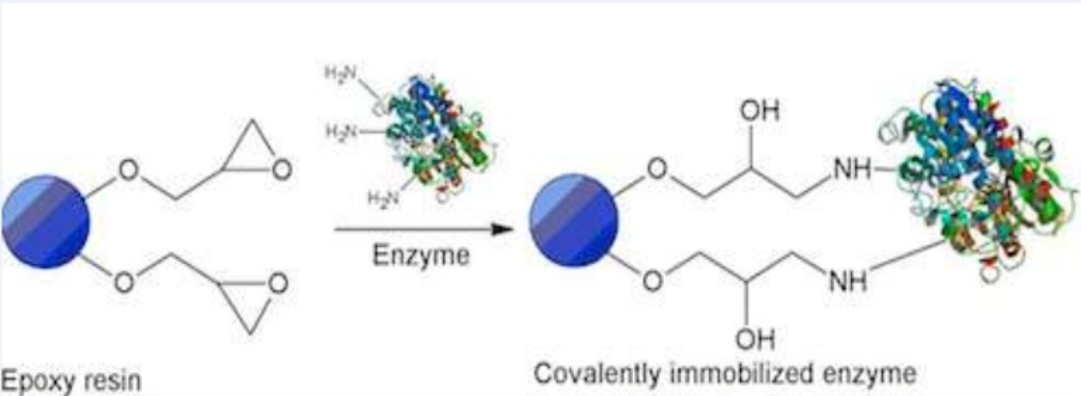 H₂N
H₂N
H₂N
O
O
O
O
Enzyme
OH
O
NH
O
NH
OH
Epoxy resin
Covalently immobilized enzyme